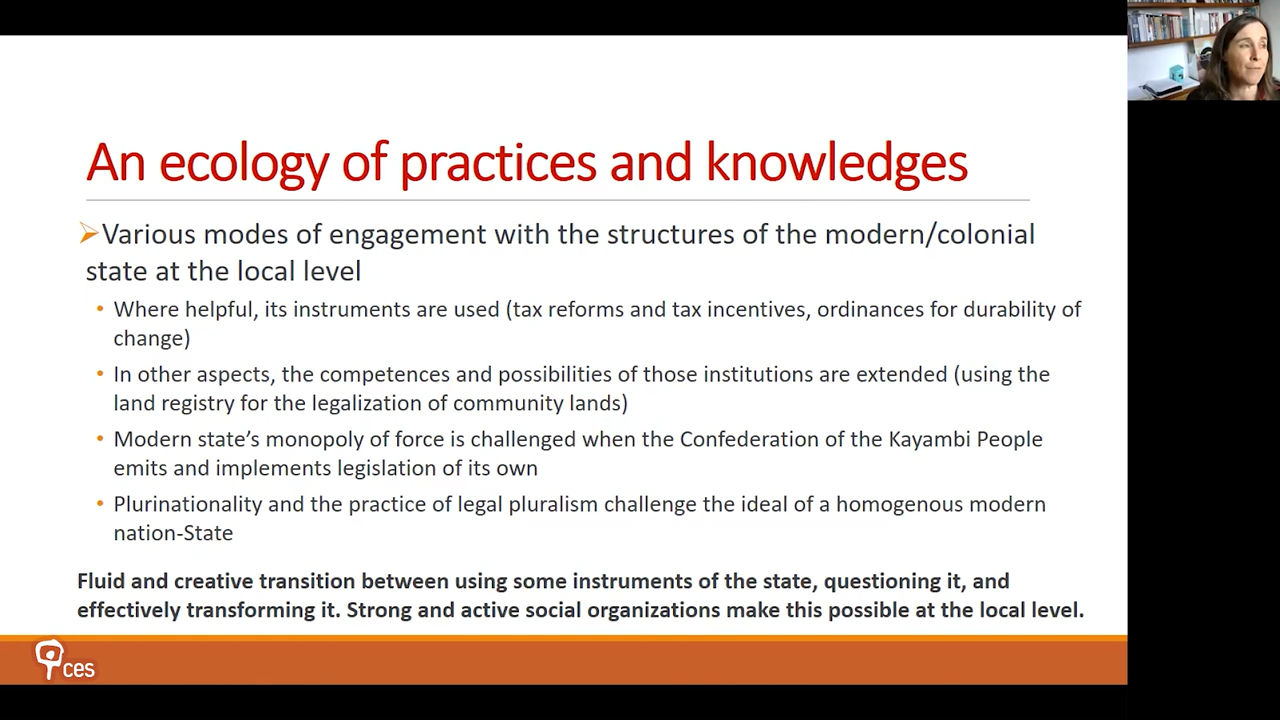 An ecology of practices and knowledges
Various modes of engagement with the structures of the modern/colonial
state at the local level
• Where helpful, its instruments are used (tax reforms and tax incentives, ordinances for durability of
change)
• In other aspects, the competences and possibilities of those institutions are extended (using the
land registry for the legalization of community lands)
• Modern state's monopoly of force is challenged when the Confederation of the Kayambi People
emits and implements legislation of its own
• Plurinationality and the practice of legal pluralism challenge the ideal of a homogenous modern
nation-State
Fluid and creative transition between using some instruments of the state, questioning it, and
effectively transforming it. Strong and active social organizations make this possible at the local level.
ces